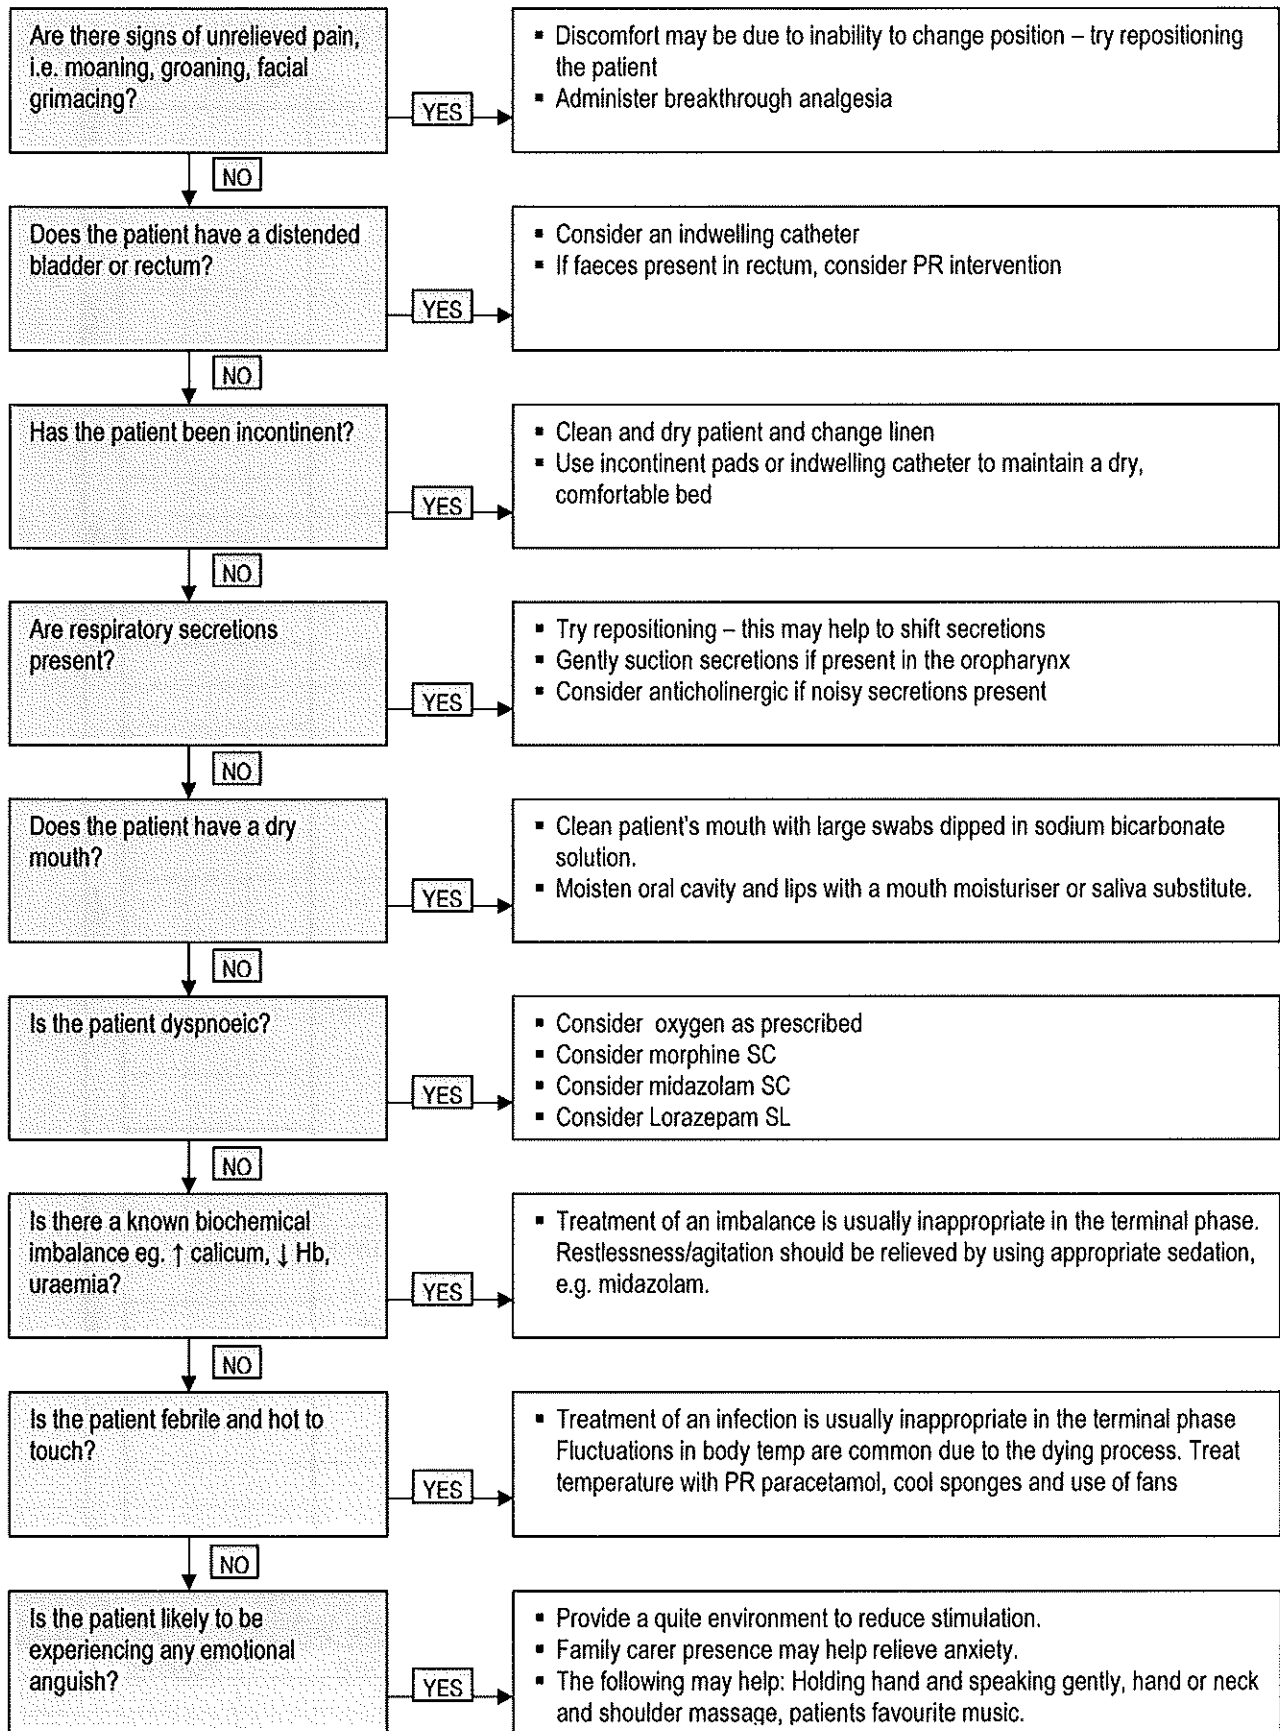 Are there signs of unrelieved pain,
i.e. moaning, groaning, facial
grimacing?
YES
▪ Discomfort may be due to inability to change position – try repositioning
the patient
▪ Administer breakthrough analgesia
NO
Does the patient have a distended
bladder or rectum?
YES
▪ Consider an indwelling catheter
▪ If faeces present in rectum, consider PR intervention
NO
Has the patient been incontinent?
YES
▪ Clean and dry patient and change linen
▪ Use incontinent pads or indwelling catheter to maintain a dry,
comfortable bed
NO
Are respiratory secretions
present?
YES
▪ Try repositioning – this may help to shift secretions
▪ Gently suction secretions if present in the oropharynx
▪ Consider anticholinergic if noisy secretions present
NO
Does the patient have a dry
mouth?
YES
▪ Clean patient's mouth with large swabs dipped in sodium bicarbonate
solution.
▪ Moisten oral cavity and lips with a mouth moisturiser or saliva substitute.
NO
Is the patient dyspnoeic?
YES
▪ Consider oxygen as prescribed
▪ Consider morphine SC
▪ Consider midazolam SC
▪ Consider Lorazepam SL
NO
Is there a known biochemical
imbalance eg. ↑ calicum, ↓ Hb,
uraemia?
YES
▪ Treatment of an imbalance is usually inappropriate in the terminal phase.
Restlessness/agitation should be relieved by using appropriate sedation,
e.g. midazolam.
NO
Is the patient febrile and hot to
touch?
YES
▪ Treatment of an infection is usually inappropriate in the terminal phase
Fluctuations in body temp are common due to the dying process. Treat
temperature with PR paracetamol, cool sponges and use of fans
NO
Is the patient likely to be
experiencing any emotional
anguish?
YES
▪ Provide a quite environment to reduce stimulation.
▪ Family carer presence may help relieve anxiety.
▪ The following may help: Holding hand and speaking gently, hand or neck
and shoulder massage, patients favourite music.